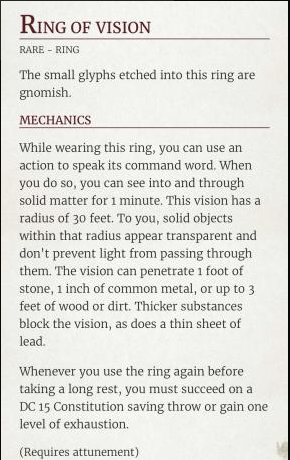 RING OF VISION
RARE - RING
The small glyphs etched into this ring are
gnomish.
MECHANICS
While wearing this ring, you can use an
action to speak its command word. When
you do so, you can see into and through
solid matter for 1 minute. This vision has a
radius of 30 feet. To you, solid objects
within that radius appear transparent and
don't prevent light from passing through
them. The vision can penetrate 1 foot of
stone, 1 inch of common metal, or up to 3
feet of wood or dirt. Thicker substances
block the vision, as does a thin sheet of
lead.
Whenever you use the ring again before
taking a long rest, you must succeed on a
DC 15 Constitution saving throw or gain one
level of exhaustion.
(Requires attunement)